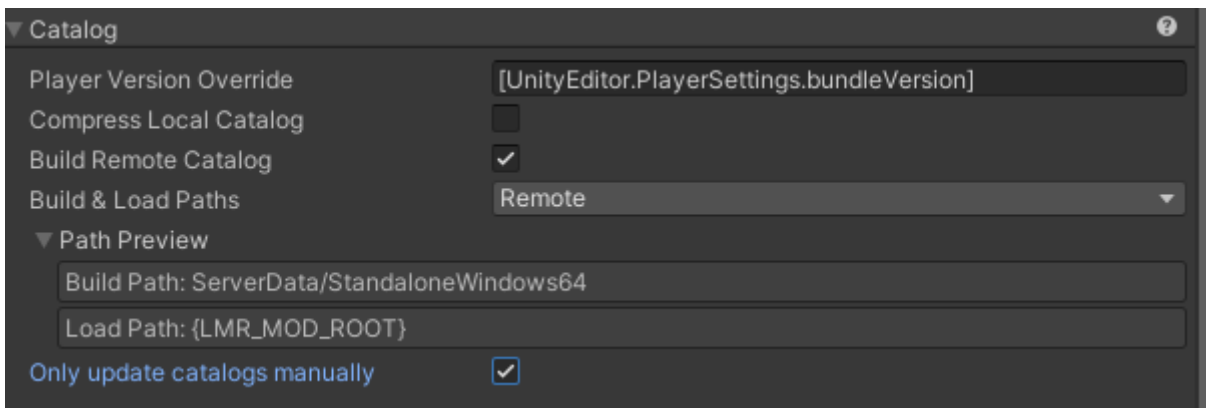 Catalog
Player Version Override [UnityEditor.PlayerSettings.bundleVersion]
Compress Local Catalog
Build Remote Catalog
Build & Load Paths Remote
Path Preview
Build Path: ServerData/StandaloneWindows64
Load Path: {LMR_MOD_ROOT}
Only update catalogs manually